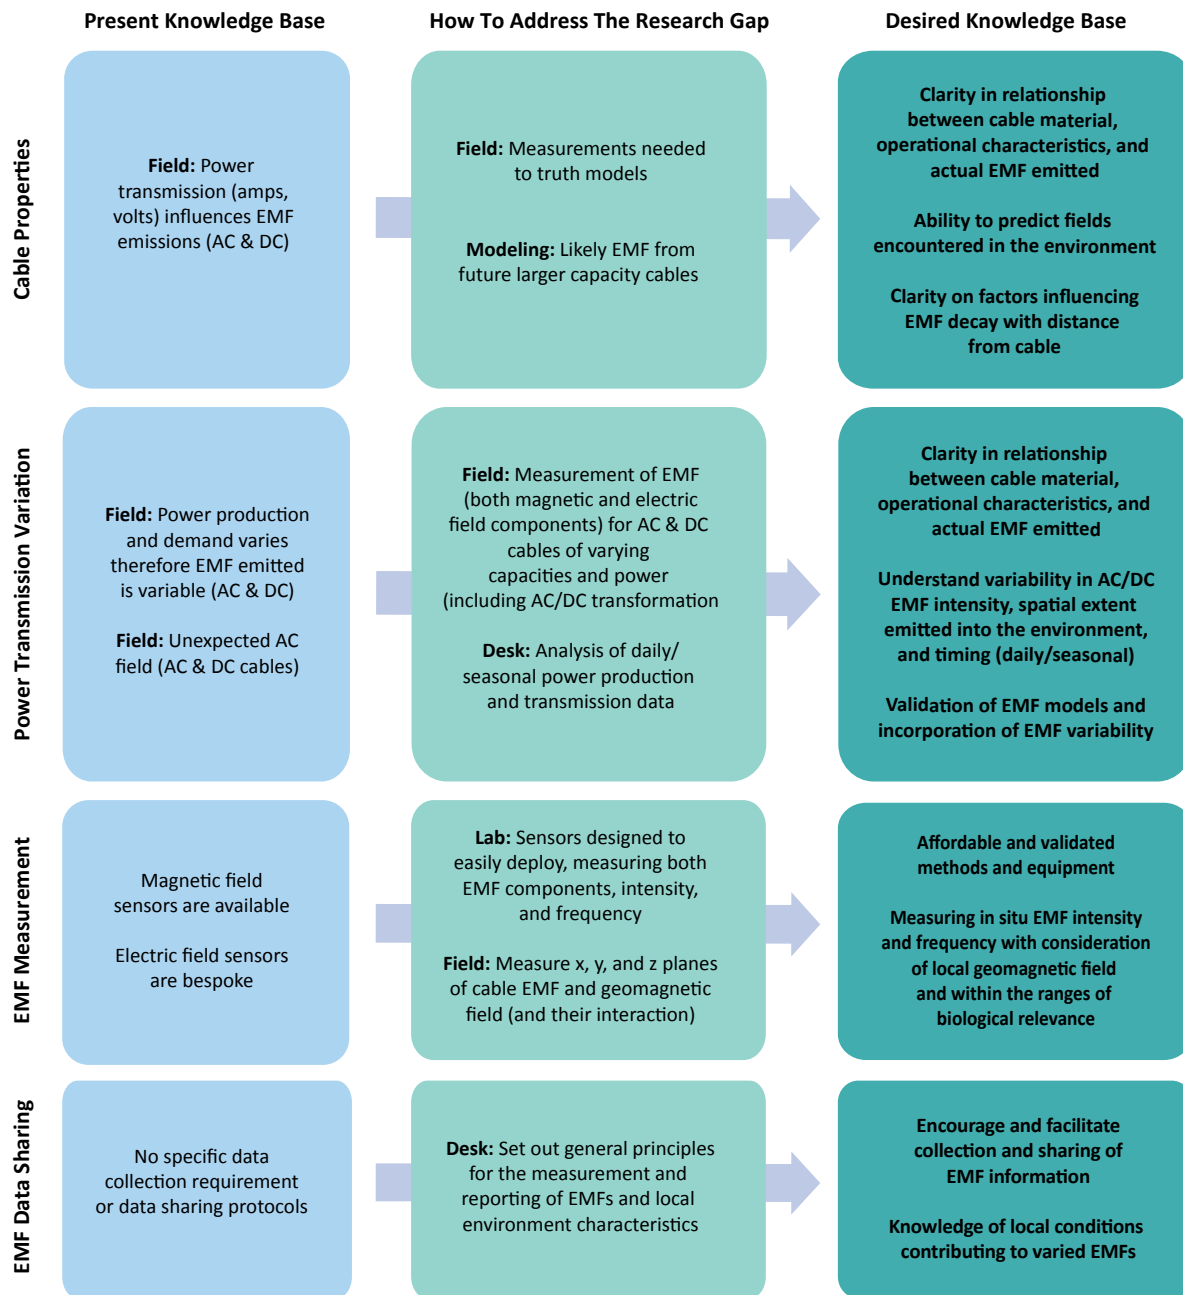 Present Knowledge Base
How To Address The Research Gap
Desired Knowledge Base
Cable Properties
Field: Power
transmission (amps,
volts) influences EMF
emissions (AC & DC)
Field: Measurements needed
to truth models
Modeling: Likely EMF from
future larger capacity cables
Clarity in relationship
between cable material,
operational characteristics, and
actual EMF emitted
Ability to predict fields
encountered in the environment
Clarity on factors influencing
EMF decay with distance
from cable
Power Transmission Variation
Field: Power production
and demand varies
therefore EMF emitted
is variable (AC & DC)
Field: Unexpected AC
field (AC & DC cables)
Field: Measurement of EMF
(both magnetic and electric
field components) for AC & DC
cables of varying
capacities and power
(including AC/DC transformation
Desk: Analysis of daily/
seasonal power production
and transmission data
Clarity in relationship
between cable material,
operational characteristics, and
actual EMF emitted
Understand variability in AC/DC
EMF intensity, spatial extent
emitted into the environment,
and timing (daily/seasonal)
Validation of EMF models and
incorporation of EMF variability
EMF Measurement
Magnetic field
sensors are available
Electric field sensors
are bespoke
Lab: Sensors designed to
easily deploy, measuring both
EMF components, intensity,
and frequency
Field: Measure x, y, and z planes
of cable EMF and geomagnetic
field (and their interaction)
Affordable and validated
methods and equipment
Measuring in situ EMF intensity
and frequency with consideration
of local geomagnetic field
and within the ranges of
biological relevance
EMF Data Sharing
No specific data
collection requirement
or data sharing protocols
Desk: Set out general principles
for the measurement and
reporting of EMFs and local
environment characteristics
Encourage and facilitate
collection and sharing of
EMF information
Knowledge of local conditions
contributing to varied EMFs